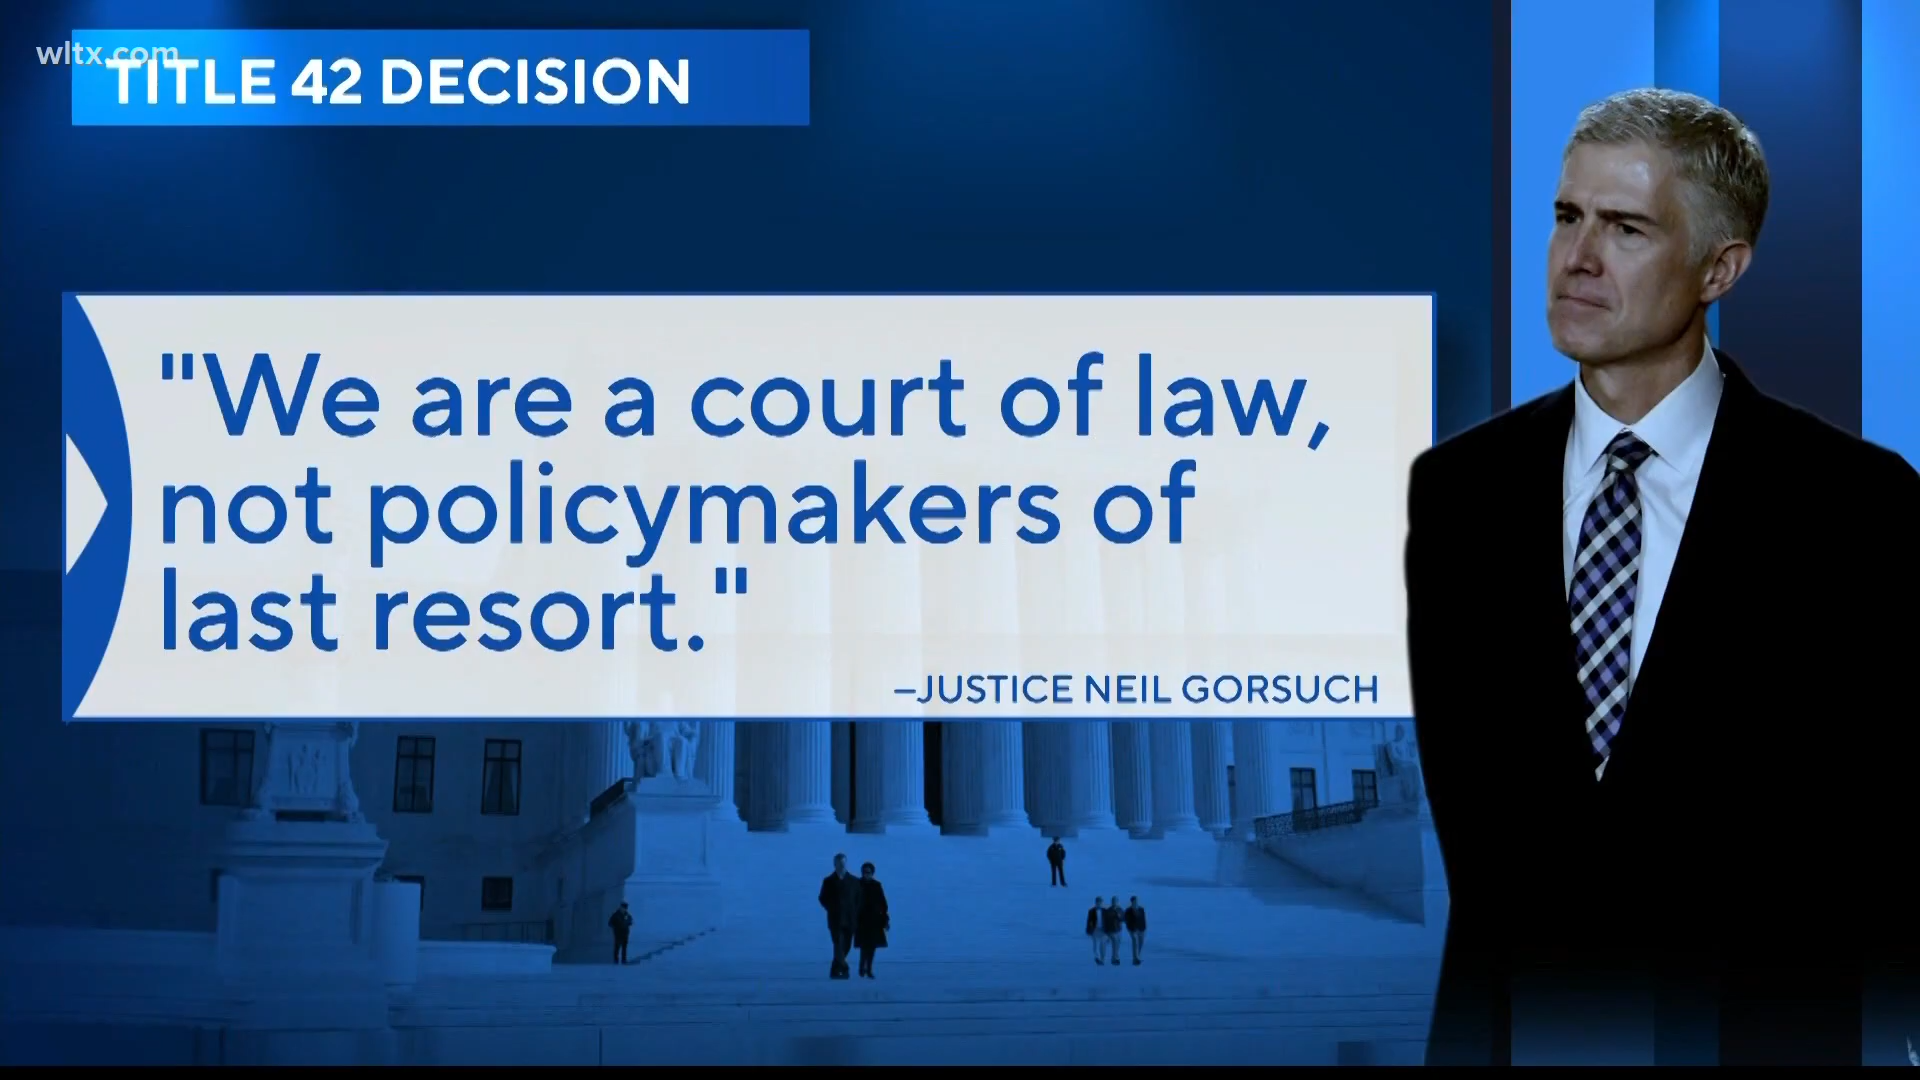 wltx.com
TITLE 42 DECISION
"We are a court of law,
not policymakers of
last resort."
–JUSTICE NEIL GORSUCH